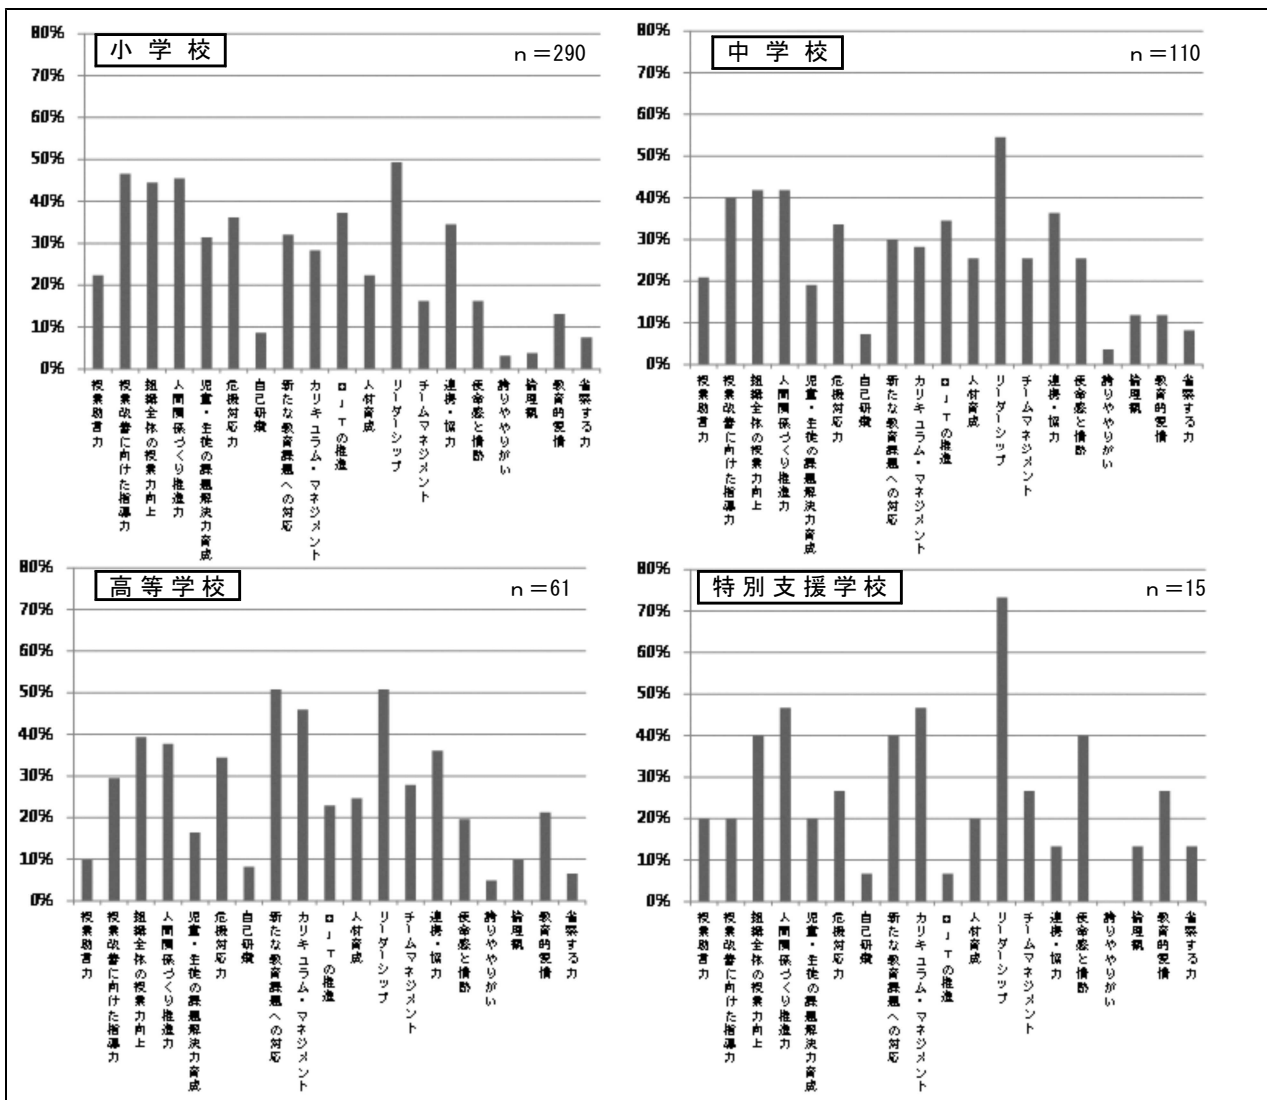 小学校
n=290
80%
70%
60%
50%
40%
30%
20%
10%
0%
授業助言力
授業改善に向けた指導力
組織全体の授業力向上
人間関係づくり推進力
児童・生徒の課題解決力育成
危機対応力
自己研鑽
新たな教育課題への対応
カリキュラム・マネジメント
OJTの推進
人材育成
リーダーシップ
チームマネジメント
連携・協力
使命感と情熱
誇りややりがい
倫理観
教育的愛情
省察する力
中学校
n=110
80%
70%
60%
50%
40%
30%
20%
10%
0%
授業助言力
授業改善に向けた指導力
組織全体の授業力向上
人間関係づくり推進力
児童・生徒の課題解決力育成
危機対応力
自己研鑽
新たな教育課題への対応
カリキュラム・マネジメント
OJTの推進
人材育成
リーダーシップ
チームマネジメント
連携・協力
使命感と情熱
誇りややりがい
倫理観
教育的愛情
省察する力
高等学校
n=61
80%
70%
60%
50%
40%
30%
20%
10%
0%
授業助言力
授業改善に向けた指導力
組織全体の授業力向上
人間関係づくり推進力
児童・生徒の課題解決力育成
危機対応力
自己研鑽
新たな教育課題への対応
カリキュラム・マネジメント
OJTの推進
人材育成
リーダーシップ
チームマネジメント
連携・協力
使命感と情熱
誇りややりがい
倫理観
教育的愛情
省察する力
特別支援学校
n=15
80%
70%
60%
50%
40%
30%
20%
10%
0%
授業助言力
授業改善に向けた指導力
組織全体の授業力向上
人間関係づくり推進力
児童・生徒の課題解決力育成
危機対応力
自己研鑽
新たな教育課題への対応
カリキュラム・マネジメント
OJTの推進
人材育成
リーダーシップ
チームマネジメント
連携・協力
使命感と情熱
誇りややりがい
倫理観
教育的愛情
省察する力